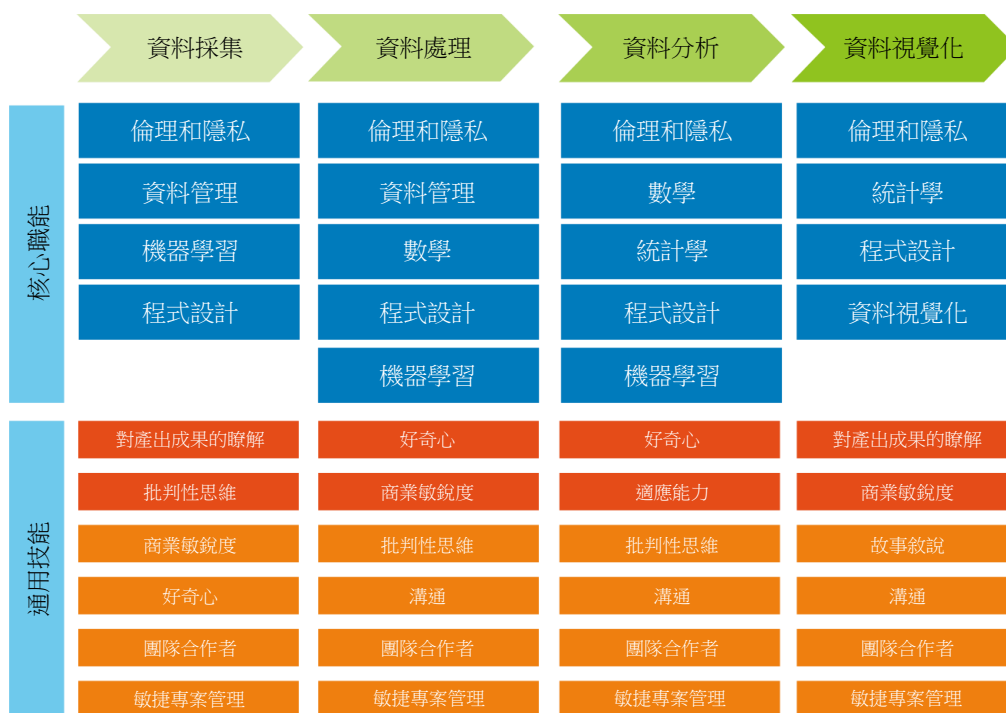 資料採集
資料處理
資料分析
資料視覺化
核心職能
倫理和隱私
倫理和隱私
倫理和隱私
倫理和隱私
資料管理
資料管理
數學
統計學
機器學習
數學
統計學
程式設計
程式設計
程式設計
程式設計
資料視覺化
機器學習
機器學習
通用技能
對產出成果的瞭解
好奇心
好奇心
對產出成果的瞭解
批判性思維
商業敏銳度
適應能力
商業敏銳度
商業敏銳度
批判性思維
批判性思維
故事敘說
好奇心
溝通
溝通
溝通
團隊合作者
團隊合作者
團隊合作者
團隊合作者
敏捷專案管理
敏捷專案管理
敏捷專案管理
敏捷專案管理